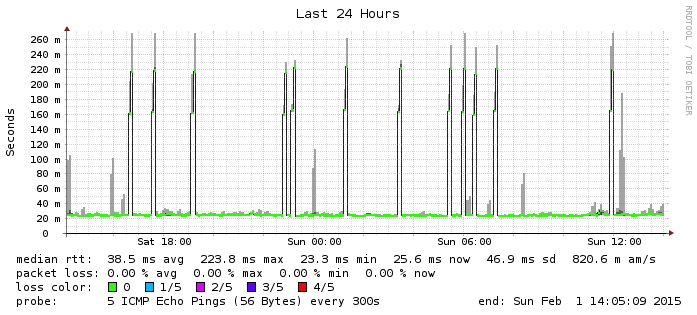 Last 24 Hours
RRDTOOL / TOBI OETIKER
Seconds
260 m
240 m
220 m
200 m
180 m
160 m
140 m
120 m
100 m
80 m
60 m
40 m
20 m
0
Sat 18:00 Sun 00:00 Sun 06:00 Sun 12:00
median rtt: 38.5 ms avg 223.8 ms max 23.3 ms min 25.6 ms now 46.9 ms sd 820.6 m am/s
packet loss: 0.00 % avg 0.00 % max 0.00 % min 0.00 % now
loss color: 0 1/5 2/5 3/5 4/5
probe: 5 ICMP Echo Pings (56 Bytes) every 300s end: Sun Feb 1 14:05:09 2015